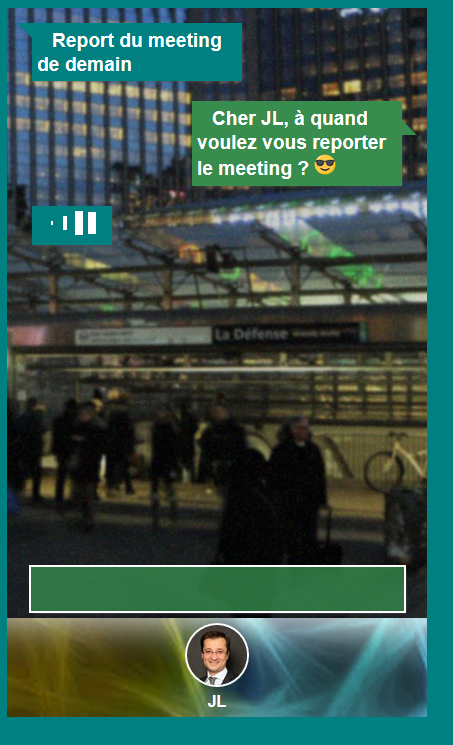 Report du meeting
de demain
Cher JL, à quand
voulez vous reporter
le meeting ? 😎
La Défense
JL